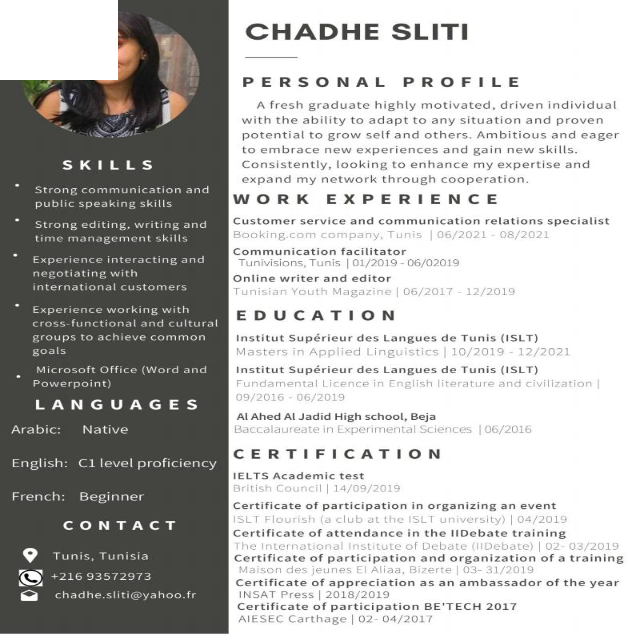 CHADHE SLITI
PERSONAL PROFILE
A fresh graduate highly motivated, driven individual
with the ability to adapt to any situation and proven
potential to grow self and others. Ambitious and eager
to embrace new experiences and gain new skills.
Consistently, looking to enhance my expertise and
expand my network through cooperation.
WORK EXPERIENCE
Customer service and communication relations specialist
Booking.com company, Tunis | 06/2021 - 08/2021
Communication facilitator
Tunivisions, Tunis | 01/2019 - 06/02019
Online writer and editor
Tunisian Youth Magazine | 06/2017 - 12/2019
EDUCATION
Institut Supérieur des Langues de Tunis (ISLT)
Masters in Applied Linguistics | 10/2019 - 12/2021
Institut Supérieur des Langues de Tunis (ISLT)
Fundamental Licence in English literature and civilization |
09/2016 - 06/2019
Al Ahed Al Jadid High school, Beja
Baccalaureate in Experimental Sciences | 06/2016
CERTIFICATION
IELTS Academic test
British Council | 14/09/2019
Certificate of participation in organizing an event
ISLT Flourish (a club at the ISLT university) | 04/2019
Certificate of attendance in the IIDebate training
The International Institute of Debate (IIDebate) | 02- 03/2019
Certificate of participation and organization of a training
Maison des jeunes El Aliaa, Bizerte | 03- 31/2019
Certificate of appreciation as an ambassador of the year
INSAT Press | 2018/2019
Certificate of participation BE'TECH 2017
AIESEC Carthage | 02- 04/2017
SKILLS
• Strong communication and
public speaking skills
• Strong editing, writing and
time management skills
• Experience interacting and
negotiating with
international customers
• Experience working with
cross-functional and cultural
groups to achieve common
goals
• Microsoft Office (Word and
Powerpoint)
LANGUAGES
Arabic: Native
English: C1 level proficiency
French: Beginner
CONTACT
Tunis, Tunisia
+216 93572973
chadhe.sliti@yahoo.fr